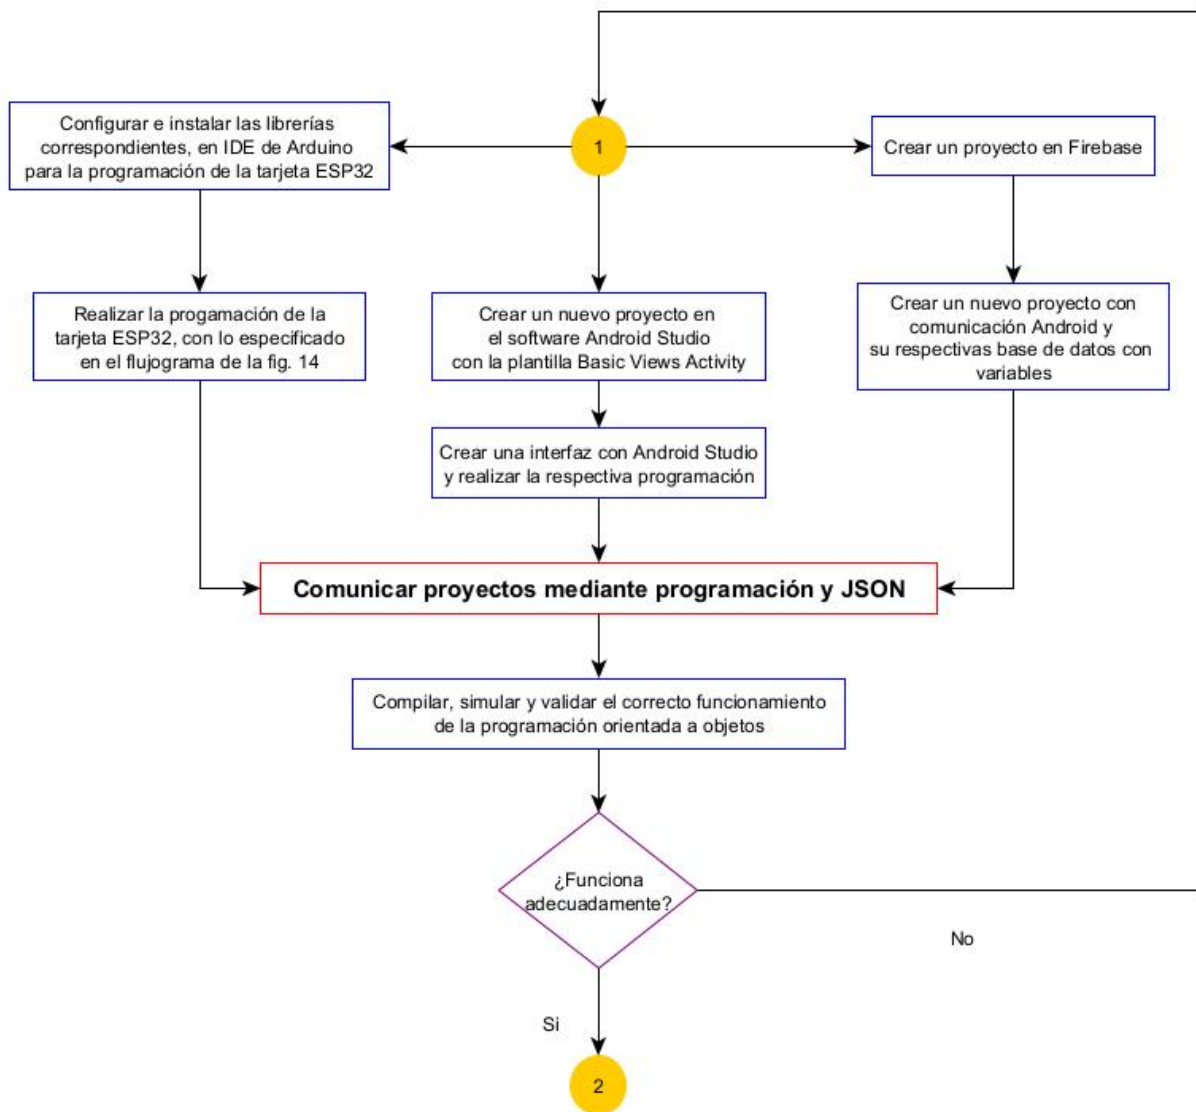 Configurar e instalar las librerías
correspondientes, en IDE de Arduino
para la programación de la tarjeta ESP32
1
Crear un proyecto en Firebase
Realizar la progamación de la
tarjeta ESP32, con lo especificado
en el flujograma de la fig. 14
Crear un nuevo proyecto en
el software Android Studio
con la plantilla Basic Views Activity
Crear un nuevo proyecto con
comunicación Android y
su respectivas base de datos con
variables
Crear una interfaz con Android Studio
y realizar la respectiva programación
Comunicar proyectos mediante programación y JSON
Compilar, simular y validar el correcto funcionamiento
de la programación orientada a objetos
¿Funciona
adecuadamente?
No
Si
2